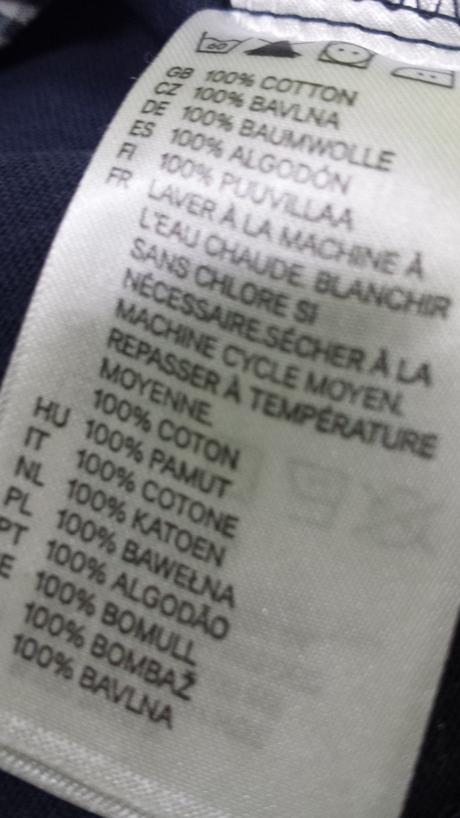 60
GB 100% COTTON
CZ 100% BAVLNA
DE 100% BAUMWOLLE
ES 100% ALGODÓN
FI 100% PUUVILLAA
FR LAVER À LA MACHINE À
L'EAU CHAUDE. BLANCHIR
SANS CHLORE SI
NÉCESSAIRE.SÉCHER À LA
MACHINE CYCLE MOYEN.
REPASSER À TEMPÉRATURE
MOYENNE.
100% COTON
HU 100% PAMUT
IT 100% COTONE
NL 100% KATOEN
PL 100% BAWEŁNA
PT 100% ALGODÃO
E 100% BOMULL
100% BOMBAŽ
100% BAVLNA